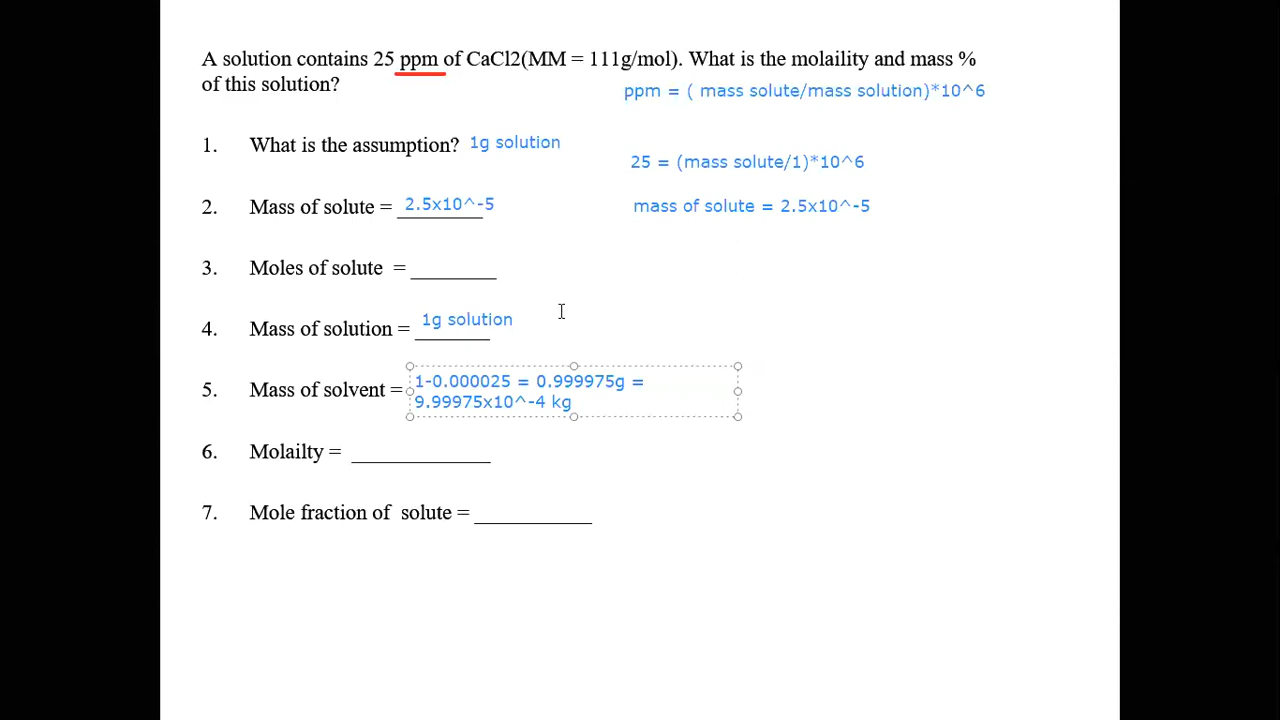 A solution contains 25 ppm of CaCl2(MM = 111g/mol). What is the molaility and mass %
of this solution?
ppm = ( mass solute/mass solution)*10^6
1. What is the assumption? 1g solution
25 = (mass solute/1)*10^6
2. Mass of solute = 2.5x10^-5
mass of solute = 2.5x10^-5
3. Moles of solute = ________
4. Mass of solution = 1g solution
5. Mass of solvent = 1-0.000025 = 0.999975g =
9.99975x10^-4 kg
6. Molailty = _____________
7. Mole fraction of solute = ___________